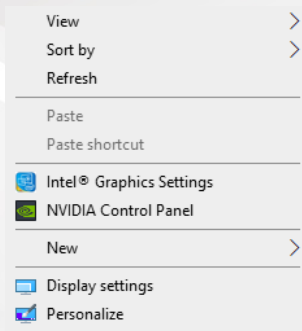 View
Sort by
Refresh
Paste
Paste shortcut
Intel® Graphics Settings
NVIDIA Control Panel
New
Display settings
Personalize